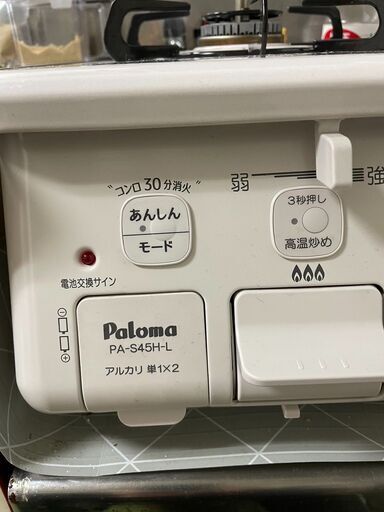 "コンロ30分消火"
弱 強
あんしん
モード
3秒押し
高温炒め
電池交換サイン
⊖
⊕
Paloma
PA-S45H-L
アルカリ 単1×2